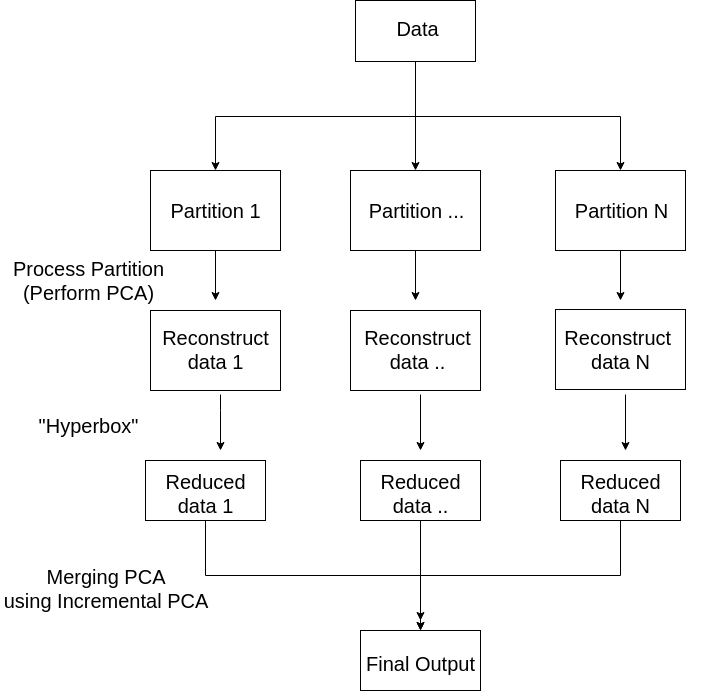 Data
Partition 1
Partition ...
Partition N
Process Partition
(Perform PCA)
Reconstruct
data 1
Reconstruct
data ..
Reconstruct
data N
"Hyperbox"
Reduced
data 1
Reduced
data ..
Reduced
data N
Merging PCA
using Incremental PCA
Final Output